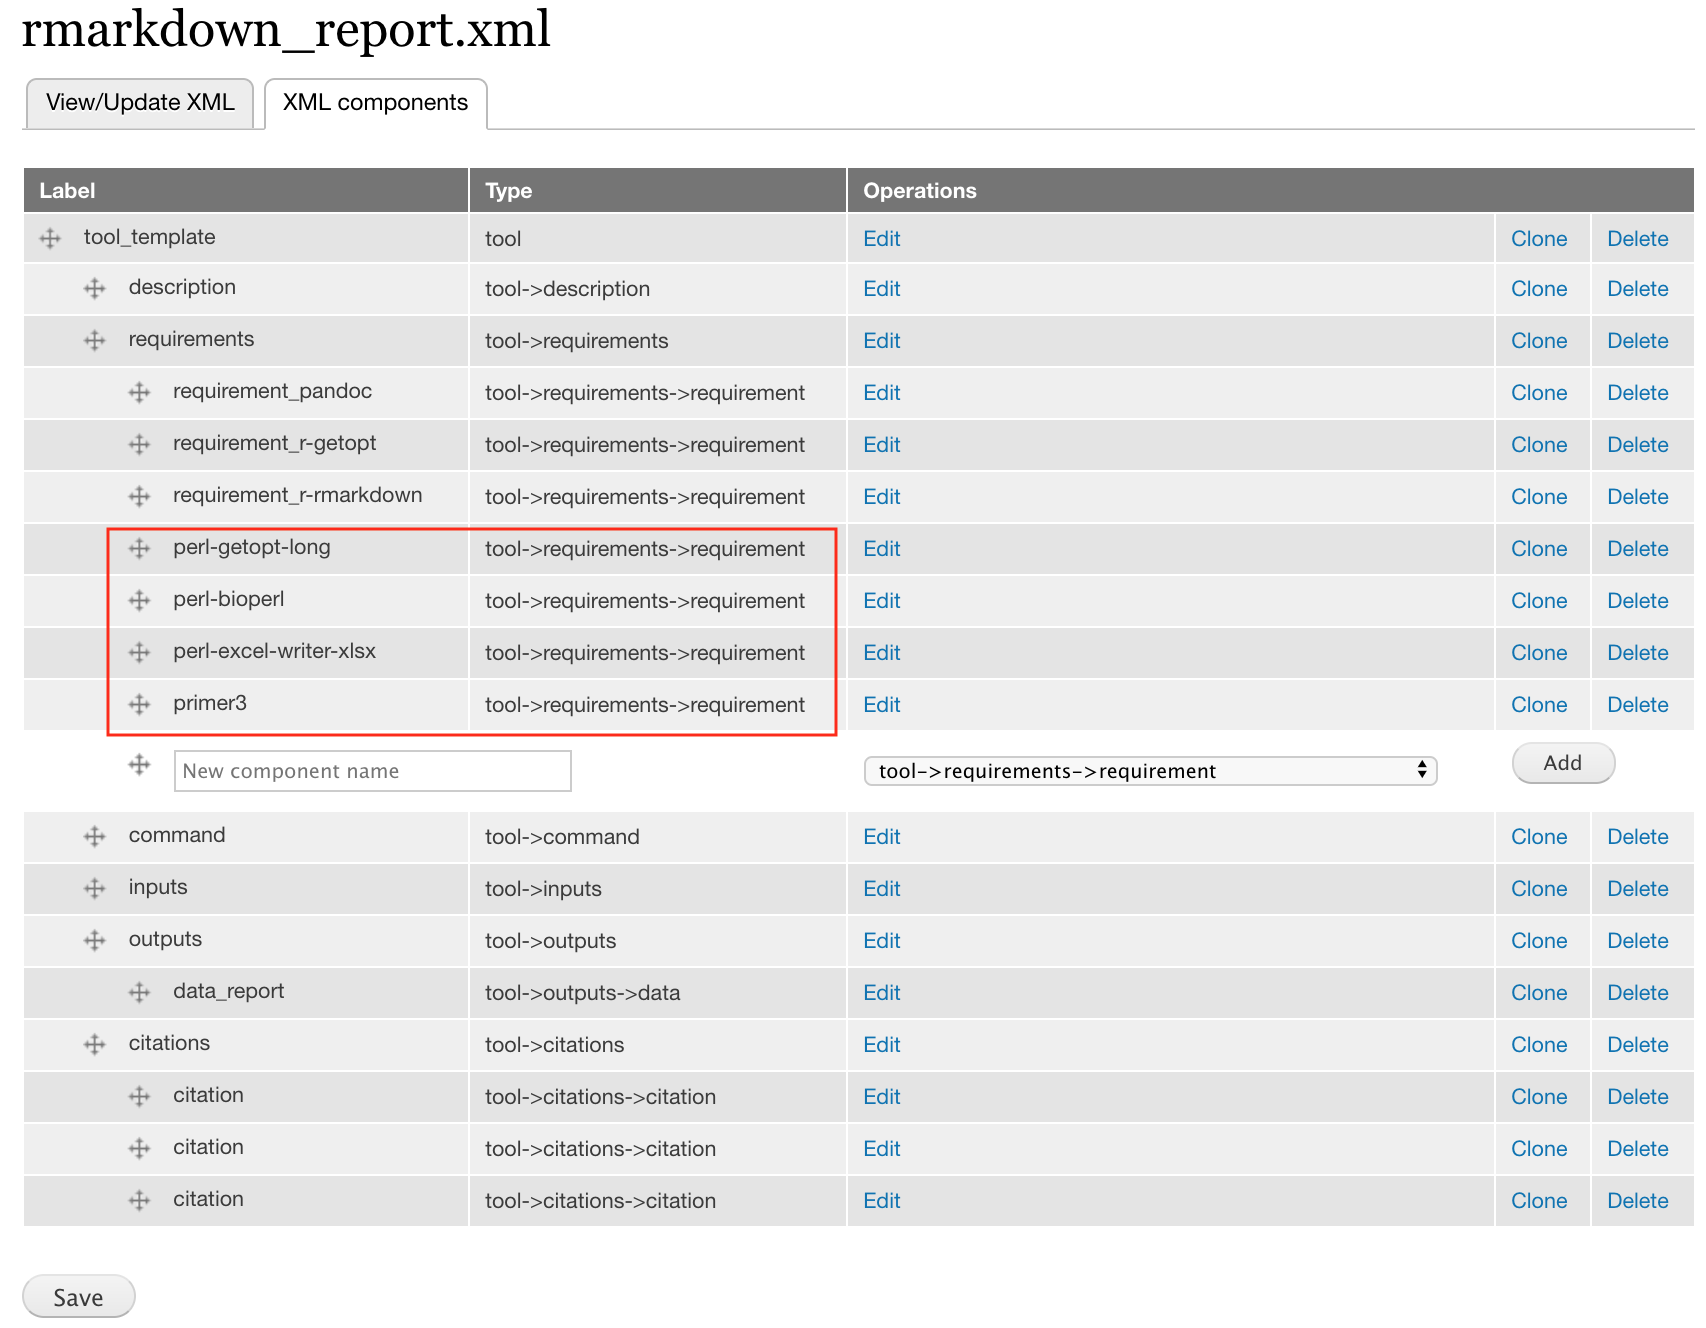 rmarkdown_report.xml
View/Update XML XML components
Label Type Operations
tool_template tool Edit Clone Delete
description tool->description Edit Clone Delete
requirements tool->requirements Edit Clone Delete
requirement_pandoc tool->requirements->requirement Edit Clone Delete
requirement_r-getopt tool->requirements->requirement Edit Clone Delete
requirement_r-rmarkdown tool->requirements->requirement Edit Clone Delete
perl-getopt-long tool->requirements->requirement Edit Clone Delete
perl-bioperl tool->requirements->requirement Edit Clone Delete
perl-excel-writer-xlsx tool->requirements->requirement Edit Clone Delete
primer3 tool->requirements->requirement Edit Clone Delete
New component name tool->requirements->requirement Add
command tool->command Edit Clone Delete
inputs tool->inputs Edit Clone Delete
outputs tool->outputs Edit Clone Delete
data_report tool->outputs->data Edit Clone Delete
citations tool->citations Edit Clone Delete
citation tool->citations->citation Edit Clone Delete
citation tool->citations->citation Edit Clone Delete
citation tool->citations->citation Edit Clone Delete
Save